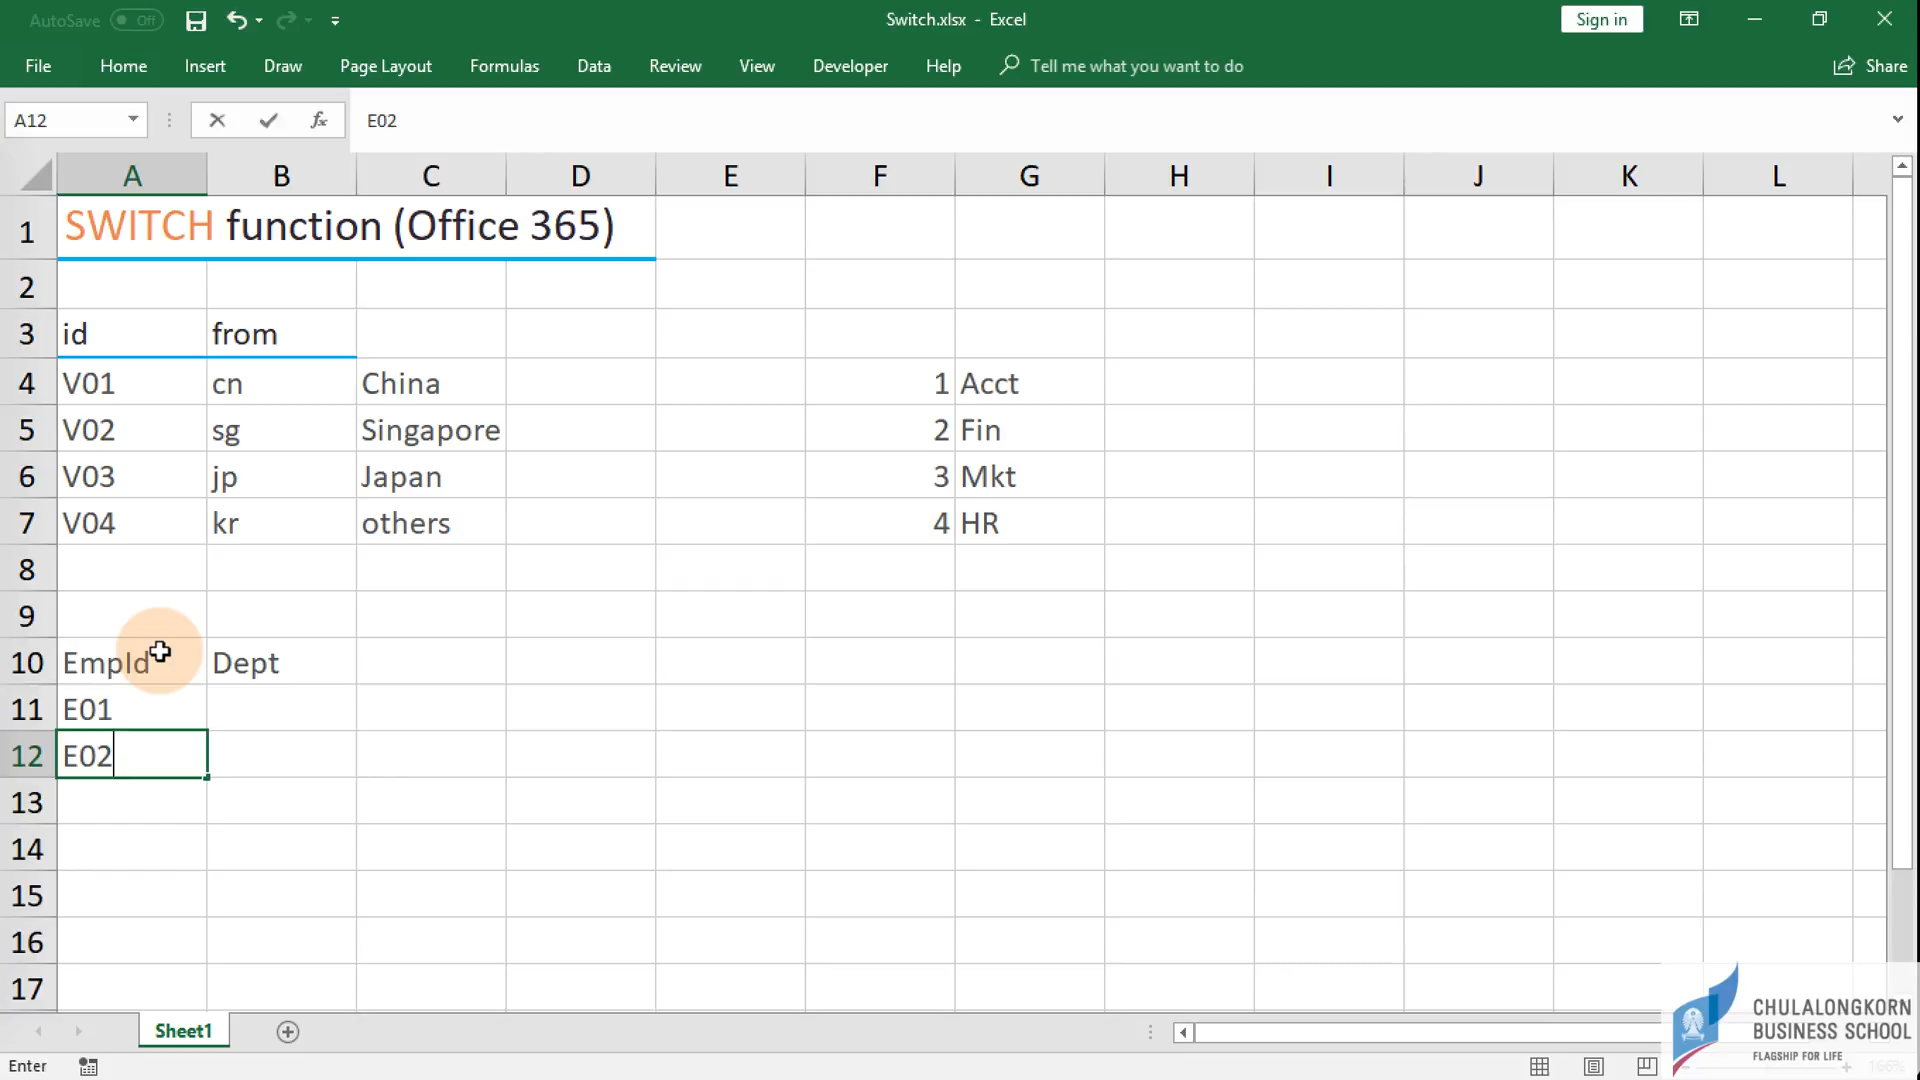 AutoSave Off Switch.xlsx - Excel Sign in
File Home Insert Draw Page Layout Formulas Data Review View Developer Help Tell me what you want to do Share
A12 fx E02
A B C D E F G H I J K L
1 SWITCH function (Office 365)
2
3 id from
4 V01 cn China 1 Acct
5 V02 sg Singapore 2 Fin
6 V03 jp Japan 3 Mkt
7 V04 kr others 4 HR
8
9
10 EmpId Dept
11 E01
12 E02
13
14
15
16
17
Sheet1
CHULALONGKORN
BUSINESS SCHOOL
FLAGSHIP FOR LIFE
Enter